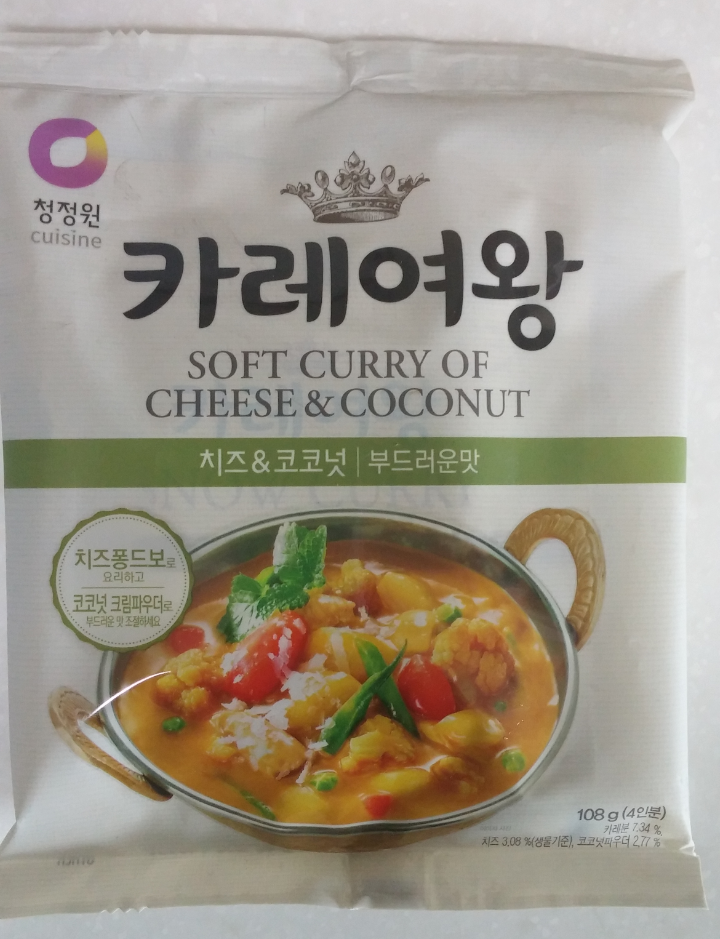 청정원
cuisine
카레여왕
SOFT CURRY OF
CHEESE & COCONUT
치즈&코코넛 | 부드러운맛
치즈퐁드보로
요리하고
코코넛 크림파우더로
부드러운 맛 조절하세요
108 g (4인분)
카레분 7.34 %,
치즈 3.08 %(생물기준), 코코넛파우더 2.77 %